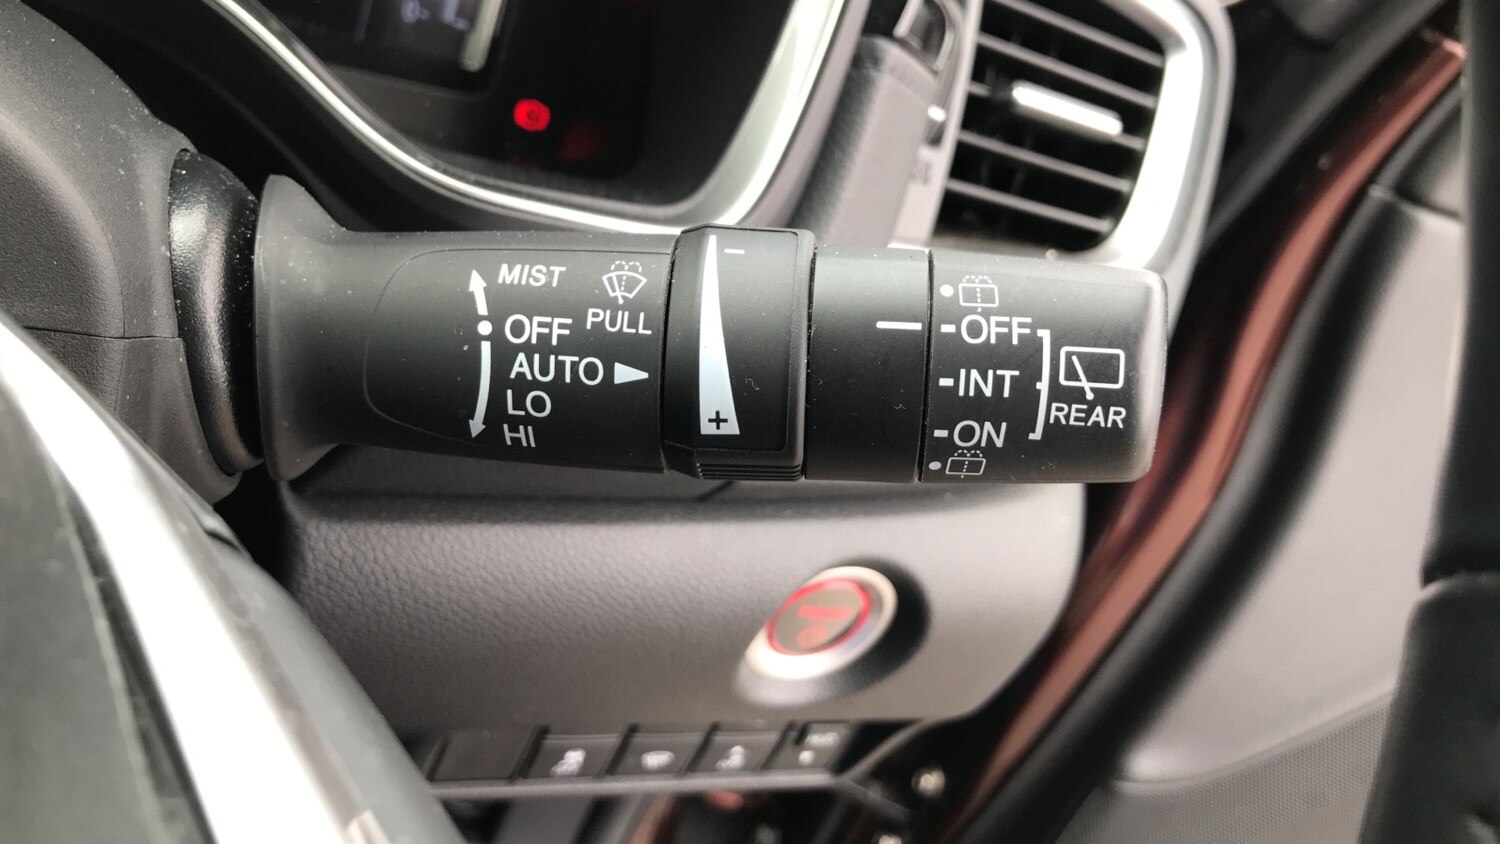 MIST
PULL
OFF
AUTO
LO
HI
-
+
OFF
INT
ON
REAR